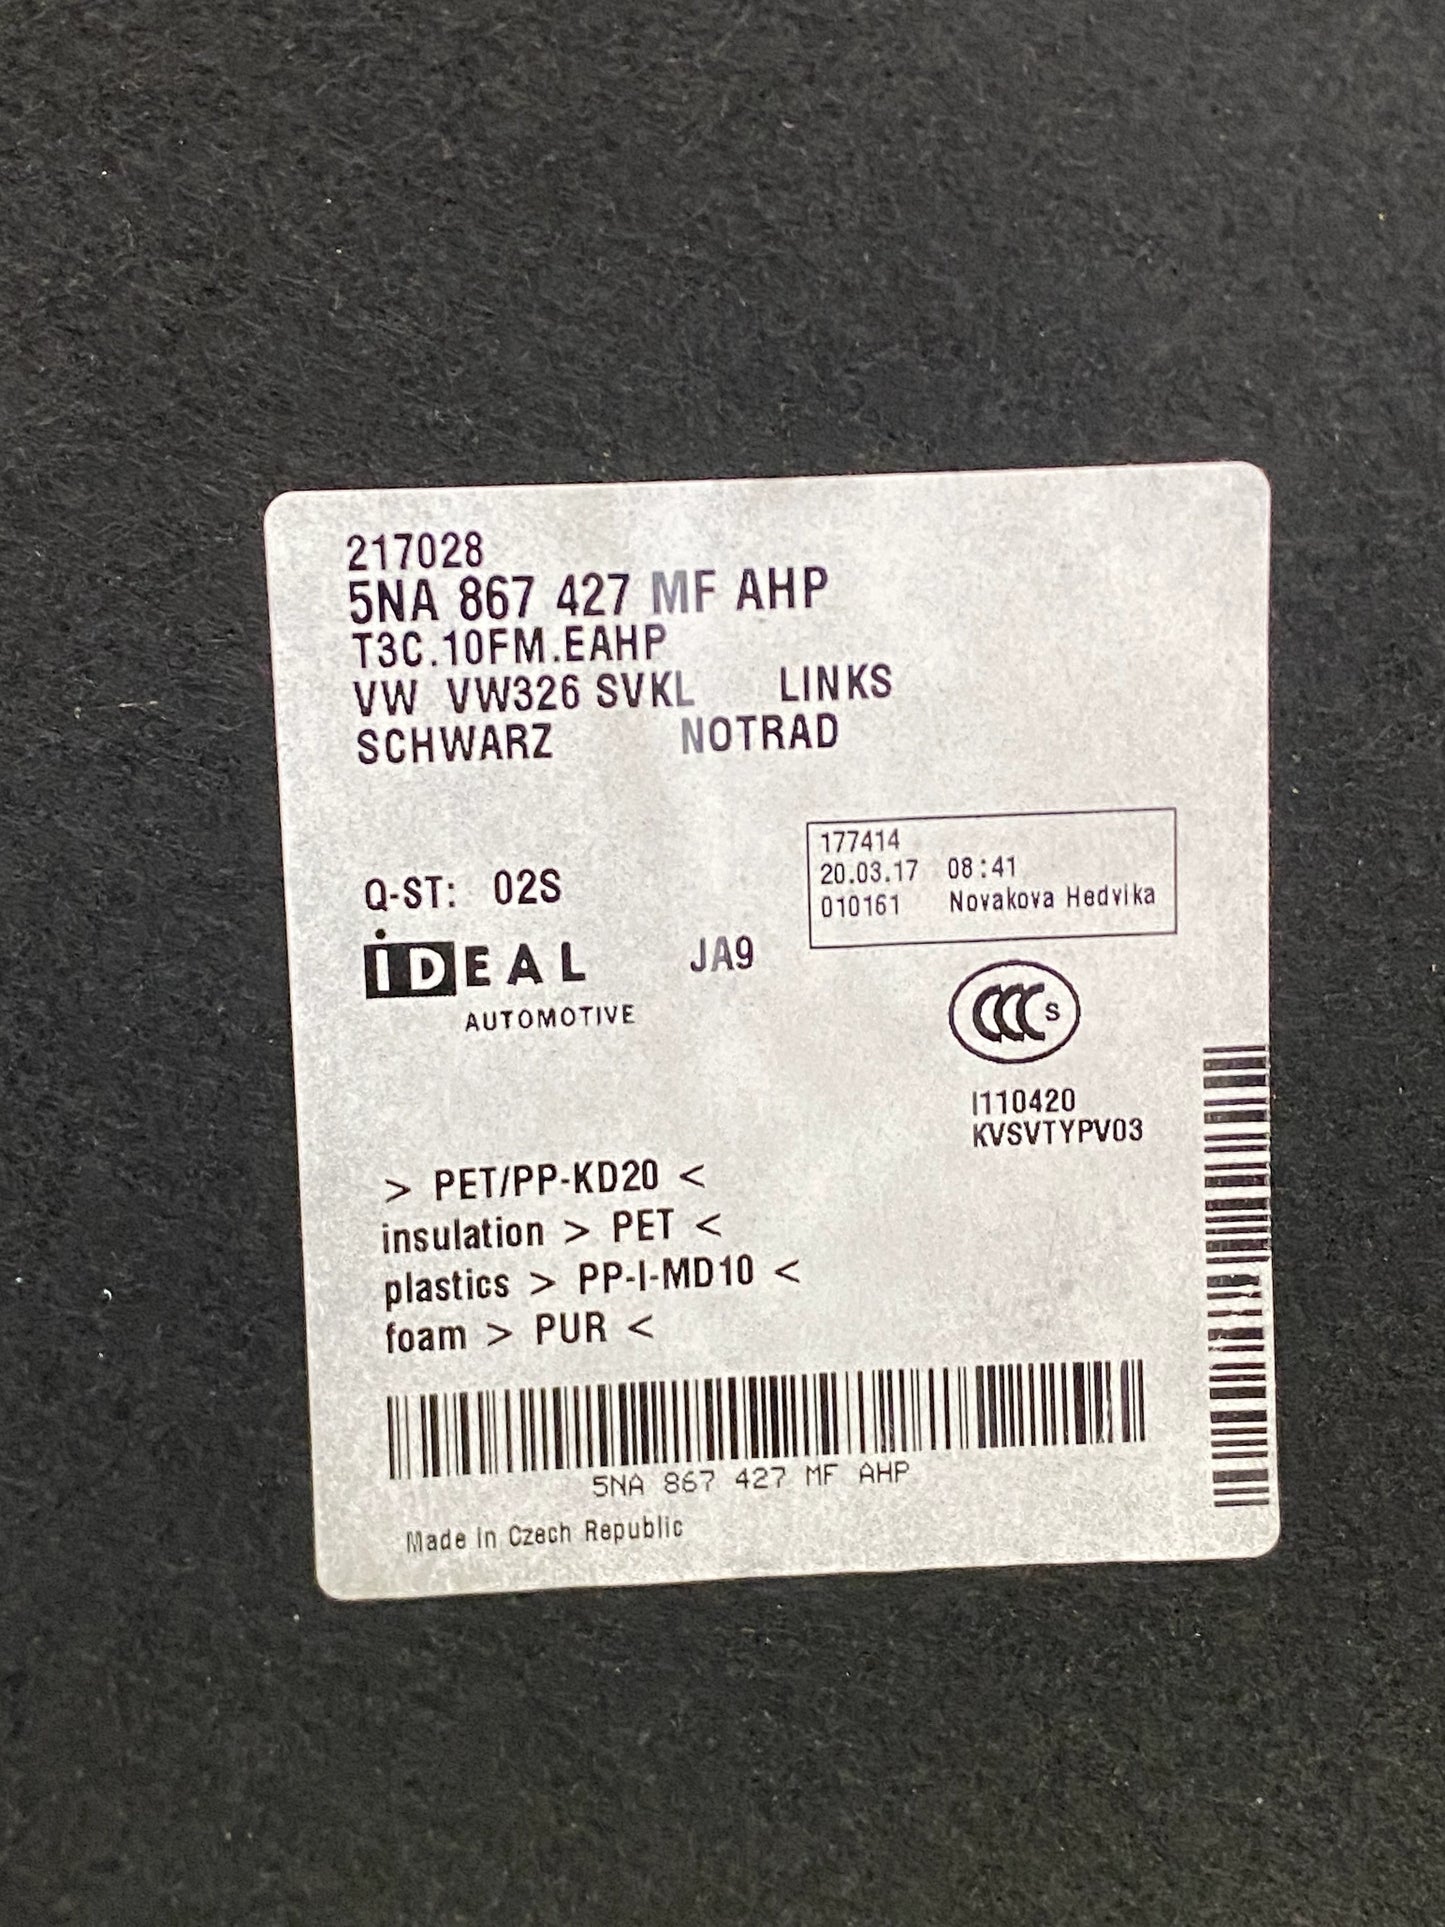 217028
5NA 867 427 MF AHP
T3C.10FM.EAHP
VW VW326 SVKL LINKS
SCHWARZ NOTRAD
177414
20.03.17 08:41
010161 Novakova Hedvika
Q-ST: 02S
iDEAL JA9
AUTOMOTIVE
CCC S
I110420
KVSVTYPV03
> PET/PP-KD20 <
insulation > PET <
plastics > PP-I-MD10 <
foam > PUR <
5NA 867 427 MF AHP
Made in Czech Republic